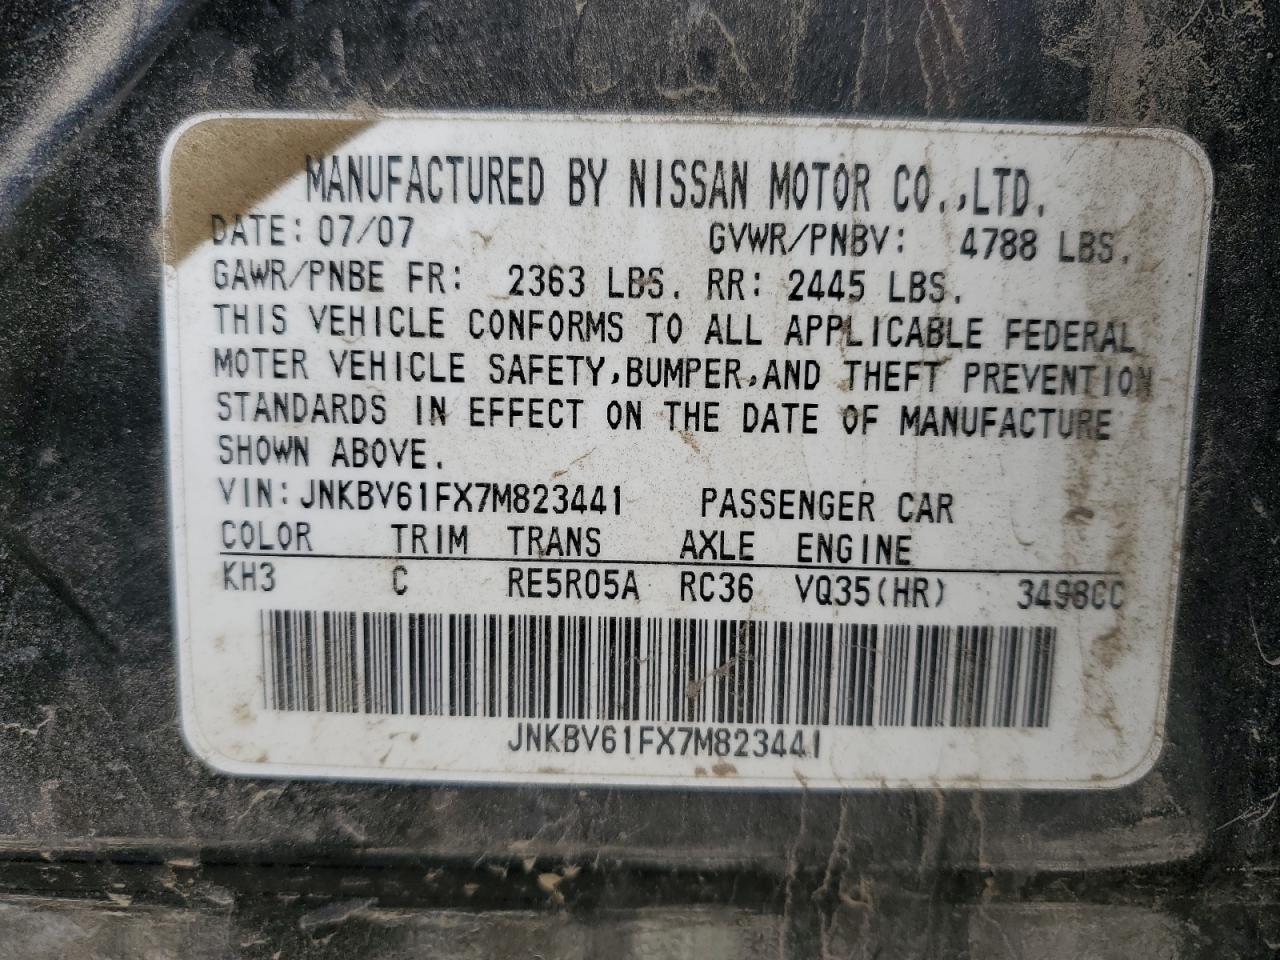 MANUFACTURED BY NISSAN MOTOR CO.,LTD.
DATE: 07/07 GVWR/PNBV: 4788 LBS.
GAWR/PNBE FR: 2363 LBS. RR: 2445 LBS.
THIS VEHICLE CONFORMS TO ALL APPLICABLE FEDERAL
MOTER VEHICLE SAFETY,BUMPER,AND THEFT PREVENTION
STANDARDS IN EFFECT ON THE DATE OF MANUFACTURE
SHOWN ABOVE.
VIN: JNKBV61FX7M823441 PASSENGER CAR
COLOR TRIM TRANS AXLE ENGINE
KH3 C RE5R05A RC36 VQ35(HR) 3498CC
JNKBV61FX7M823441